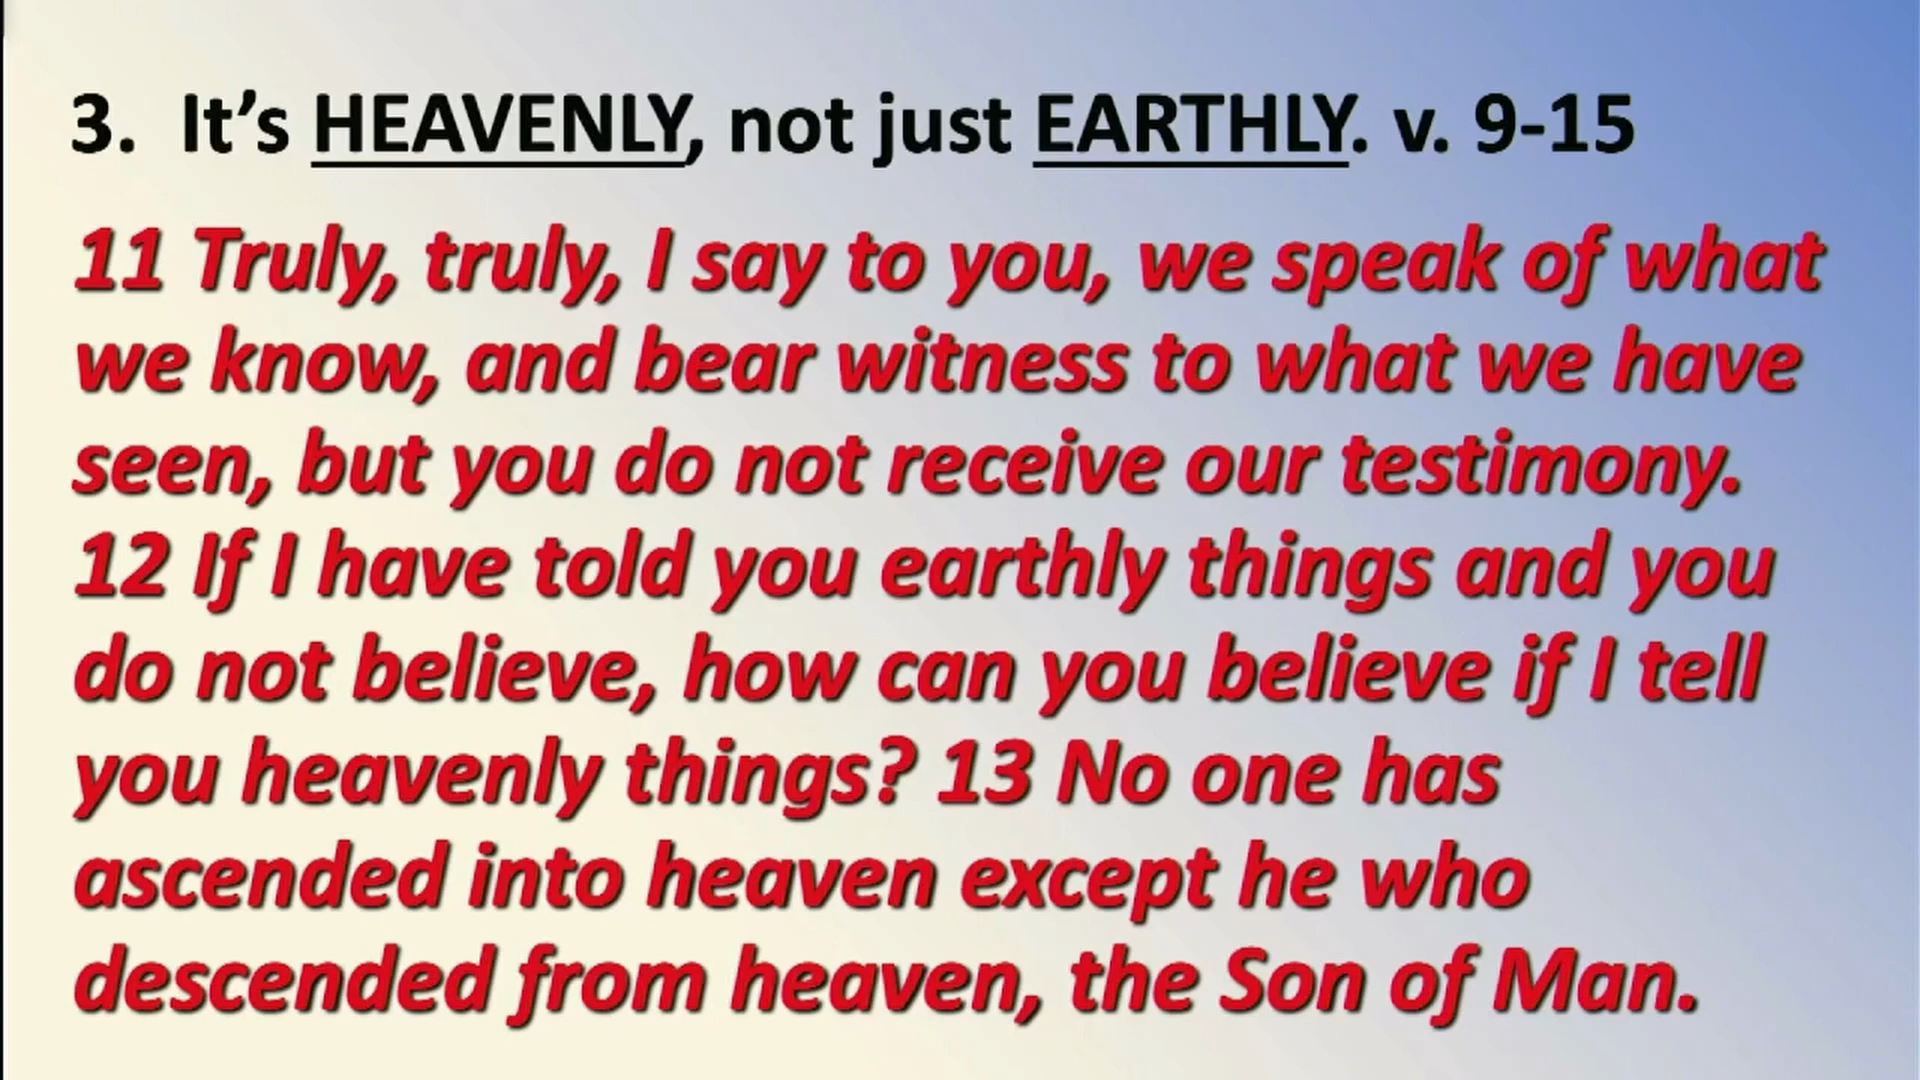 3. It’s HEAVENLY, not just EARTHLY. v. 9-15
11 Truly, truly, I say to you, we speak of what
we know, and bear witness to what we have
seen, but you do not receive our testimony.
12 If I have told you earthly things and you
do not believe, how can you believe if I tell
you heavenly things? 13 No one has
ascended into heaven except he who
descended from heaven, the Son of Man.